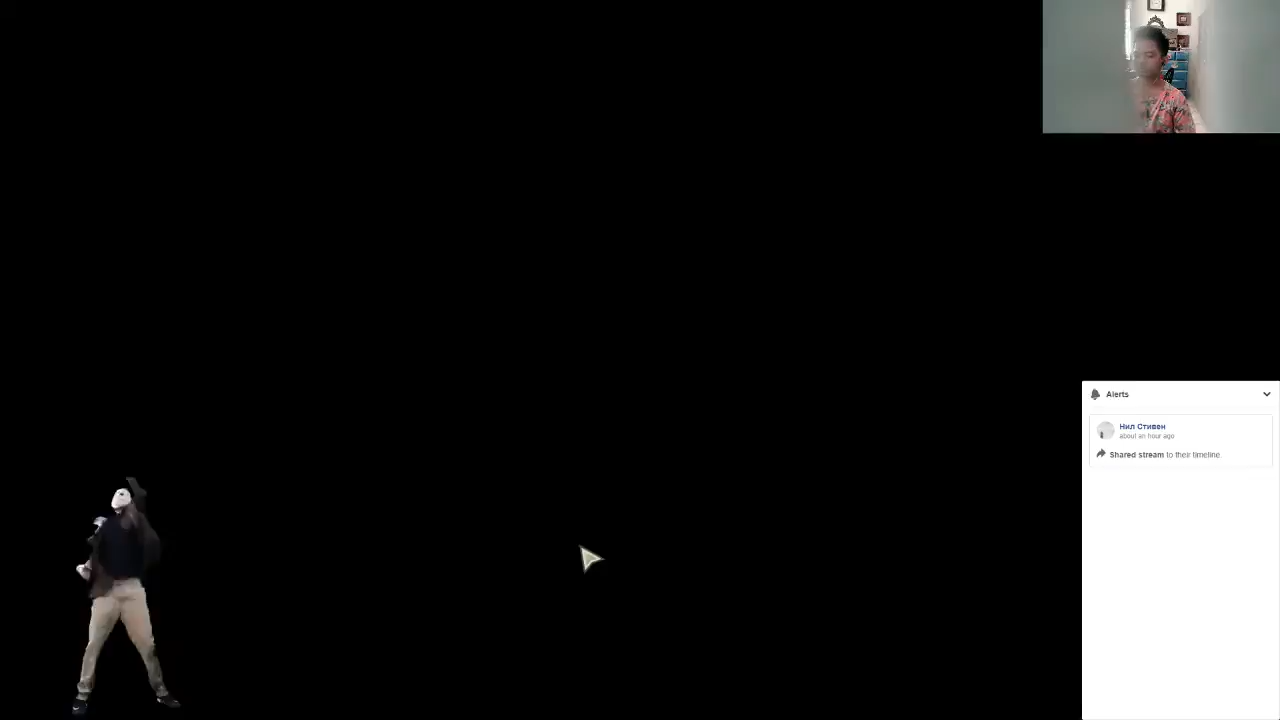 Alerts
Нил Стивен
about an hour ago
Shared stream to their timeline.